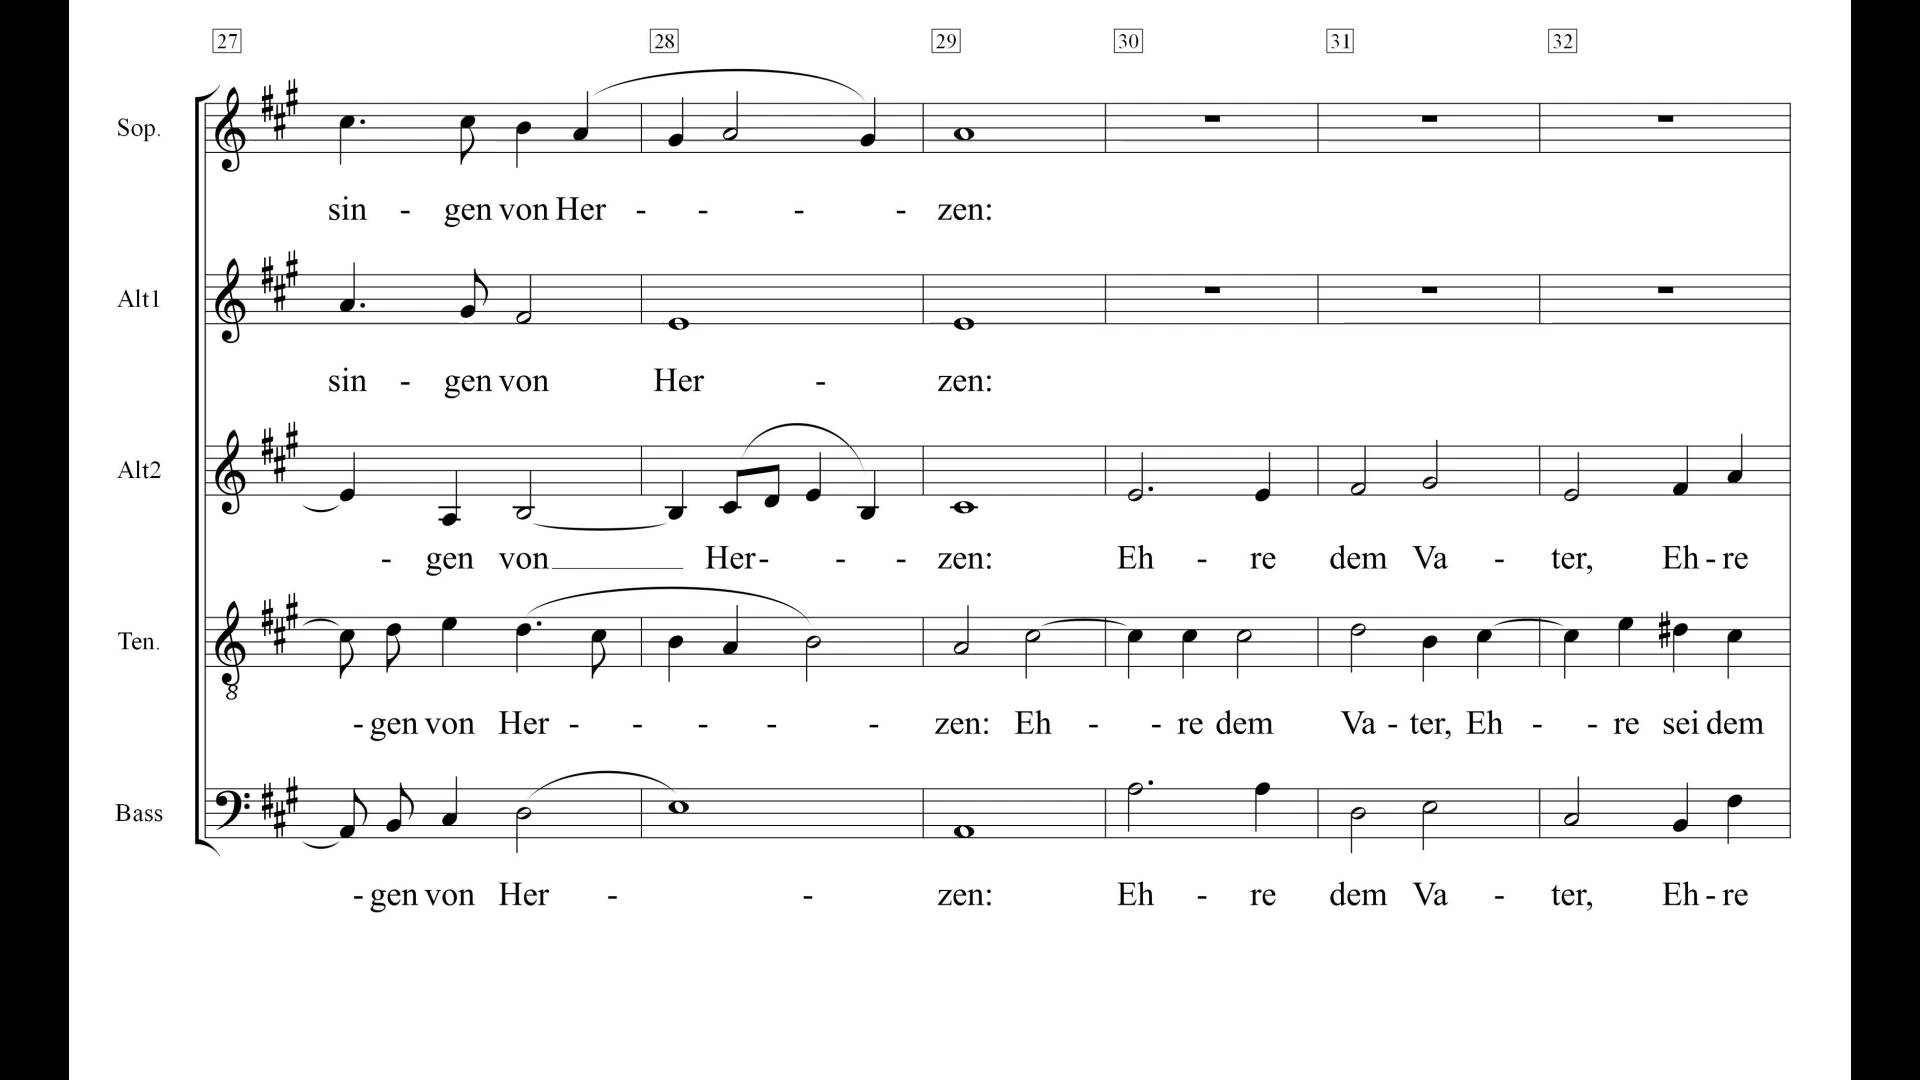 27 28 29 30 31 32
Sop.
sin - gen von Her - - - - zen:
Alt1
sin - gen von Her - zen:
Alt2
- gen von Her- - - zen: Eh - re dem Va - ter, Eh - re
Ten.
8
- gen von Her - - - - - zen: Eh - - re dem Va - ter, Eh - - re sei dem
Bass
- gen von Her - - zen: Eh - re dem Va - ter, Eh - re